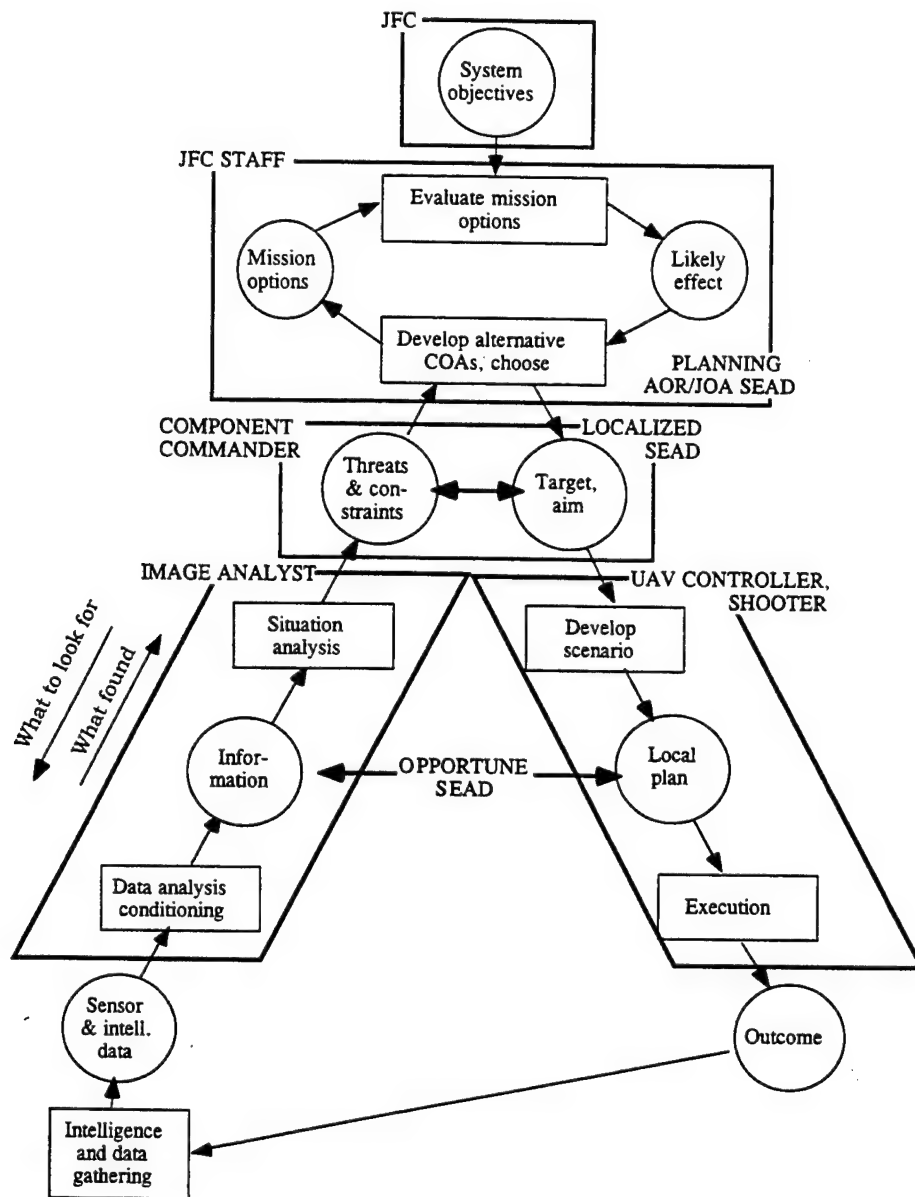 JFC
System
objectives
JFC STAFF
Evaluate mission
options
Mission
options
Likely
effect
Develop alternative
COAs, choose
PLANNING
AOR/JOA SEAD
COMPONENT
COMMANDER
LOCALIZED
SEAD
Threats
& con-
straints
Target,
aim
IMAGE ANALYST
UAV CONTROLLER,
SHOOTER
What to look for
What found
Situation
analysis
Develop
scenario
Infor-
mation
OPPORTUNE
SEAD
Local
plan
Data analysis
conditioning
Execution
Sensor
& intell.
data
Outcome
Intelligence
and data
gathering